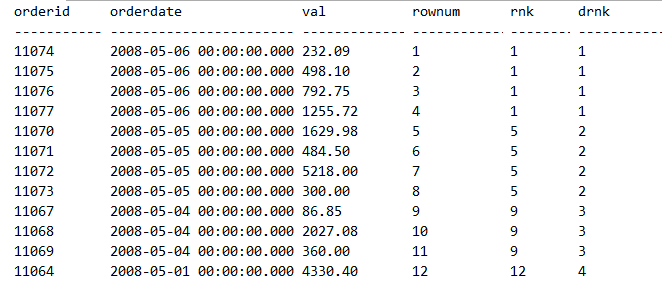 orderid orderdate val rownum rnk drnk
----------- ----------------------- ------------- ----------- -------- -----------
11074 2008-05-06 00:00:00.000 232.09 1 1 1
11075 2008-05-06 00:00:00.000 498.10 2 1 1
11076 2008-05-06 00:00:00.000 792.75 3 1 1
11077 2008-05-06 00:00:00.000 1255.72 4 1 1
11070 2008-05-05 00:00:00.000 1629.98 5 5 2
11071 2008-05-05 00:00:00.000 484.50 6 5 2
11072 2008-05-05 00:00:00.000 5218.00 7 5 2
11073 2008-05-05 00:00:00.000 300.00 8 5 2
11067 2008-05-04 00:00:00.000 86.85 9 9 3
11068 2008-05-04 00:00:00.000 2027.08 10 9 3
11069 2008-05-04 00:00:00.000 360.00 11 9 3
11064 2008-05-01 00:00:00.000 4330.40 12 12 4